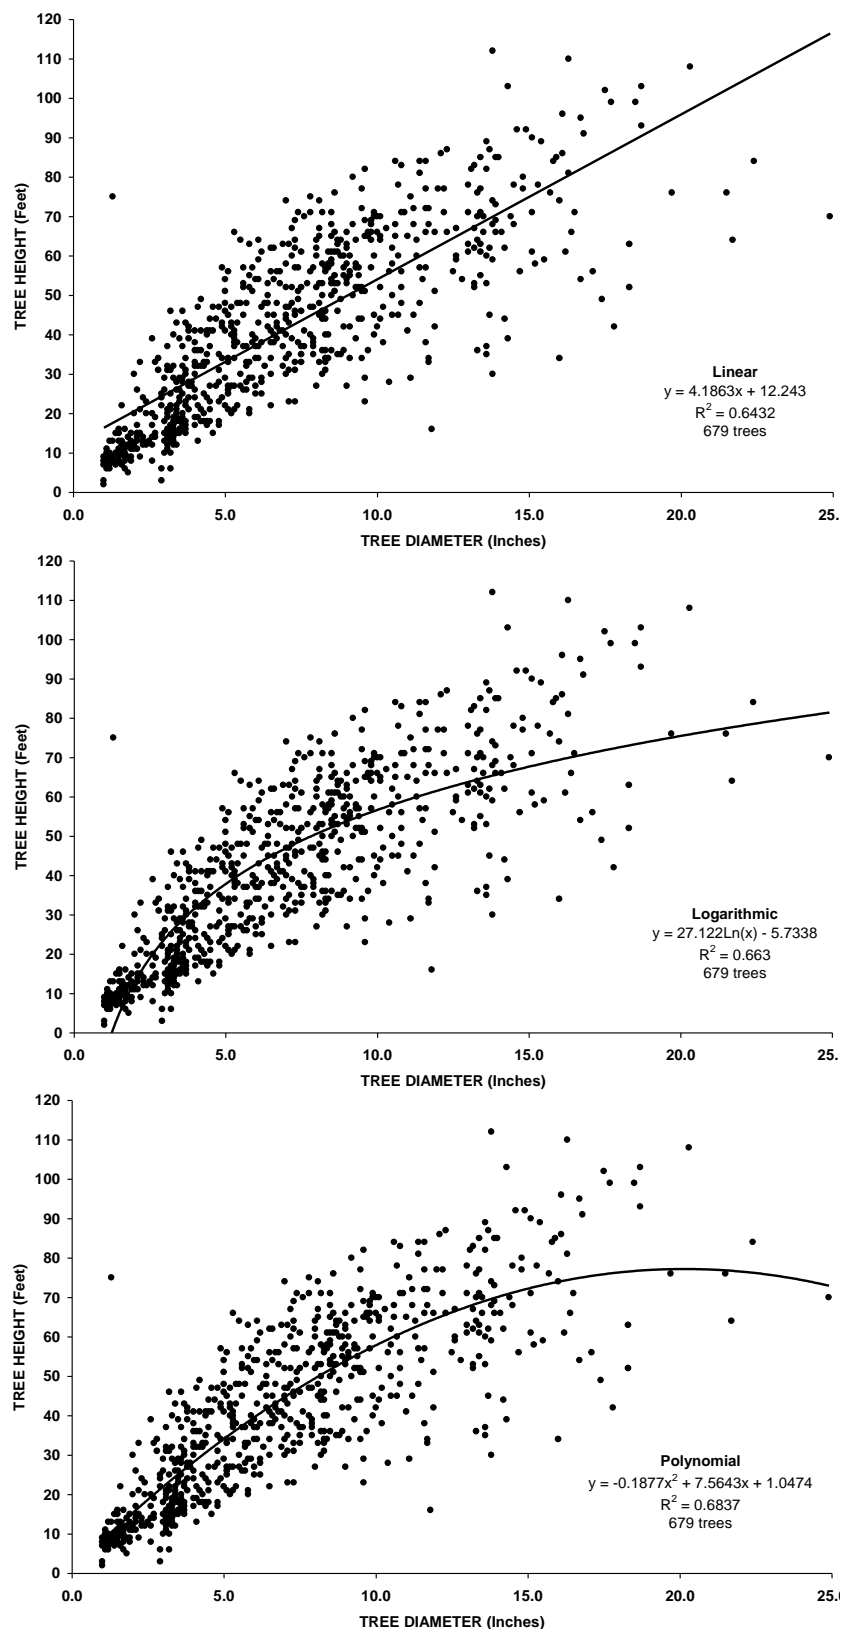 120
110
100
90
80
70
60
50
40
30
20
10
0
TREE HEIGHT (Feet)
Linear
y = 4.1863x + 12.243
R² = 0.6432
679 trees
0.0 5.0 10.0 15.0 20.0 25.
TREE DIAMETER (Inches)
120
110
100
90
80
70
60
50
40
30
20
10
0
TREE HEIGHT (Feet)
Logarithmic
y = 27.122Ln(x) - 5.7338
R² = 0.663
679 trees
0.0 5.0 10.0 15.0 20.0 25.
TREE DIAMETER (Inches)
120
110
100
90
80
70
60
50
40
30
20
10
0
TREE HEIGHT (Feet)
Polynomial
y = -0.1877x² + 7.5643x + 1.0474
R² = 0.6837
679 trees
0.0 5.0 10.0 15.0 20.0 25.0
TREE DIAMETER (Inches)